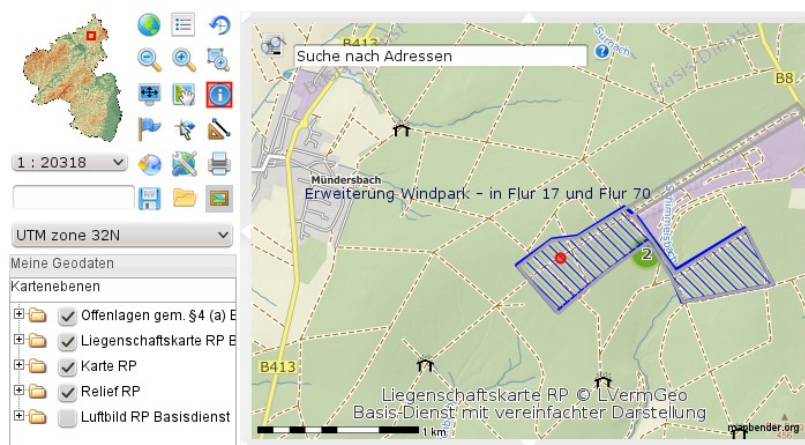 B413
Suche nach Adressen
B8
1 : 20318
Mündersbach
Erweiterung Windpark - in Flur 17 und Flur 70
UTM zone 32N
2
Meine Geodaten
Kartenebenen
Offenlagen gem. §4 (a) E
Liegenschaftskarte RP B
Karte RP
B413
Relief RP
Liegenschaftskarte RP © LVermGeo
Luftbild RP Basisdienst
Basis-Dienst mit vereinfachter Darstellung
1 km
mapbender.org